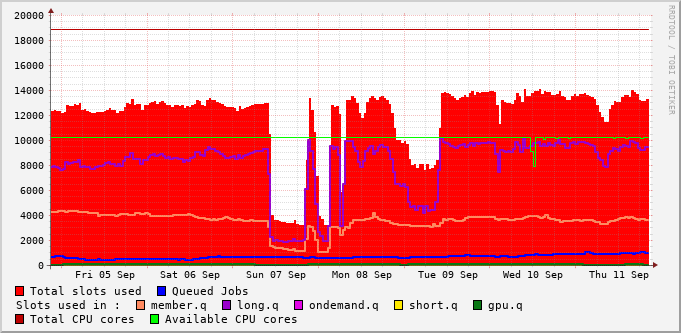 20000
18000
16000
14000
12000
10000
8000
6000
4000
2000
0
Fri 05 Sep Sat 06 Sep Sun 07 Sep Mon 08 Sep Tue 09 Sep Wed 10 Sep Thu 11 Sep
RRDTOOL / TOBI OETIKER
Total slots used Queued Jobs
Slots used in : member.q long.q ondemand.q short.q gpu.q
Total CPU cores Available CPU cores